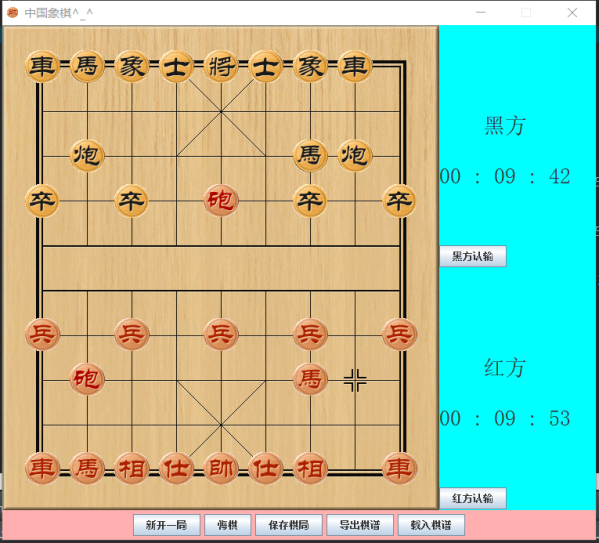 中国象棋^_^
車 馬 象 士 將 士 象 車
炮 馬 炮
卒 卒 砲 卒 卒
兵 兵 兵 兵 兵
砲 馬
車 馬 相 仕 帥 仕 相 車
黑方
00 : 09 : 42
黑方认输
红方
00 : 09 : 53
红方认输
新开一局 悔棋 保存棋局 导出棋谱 载入棋谱